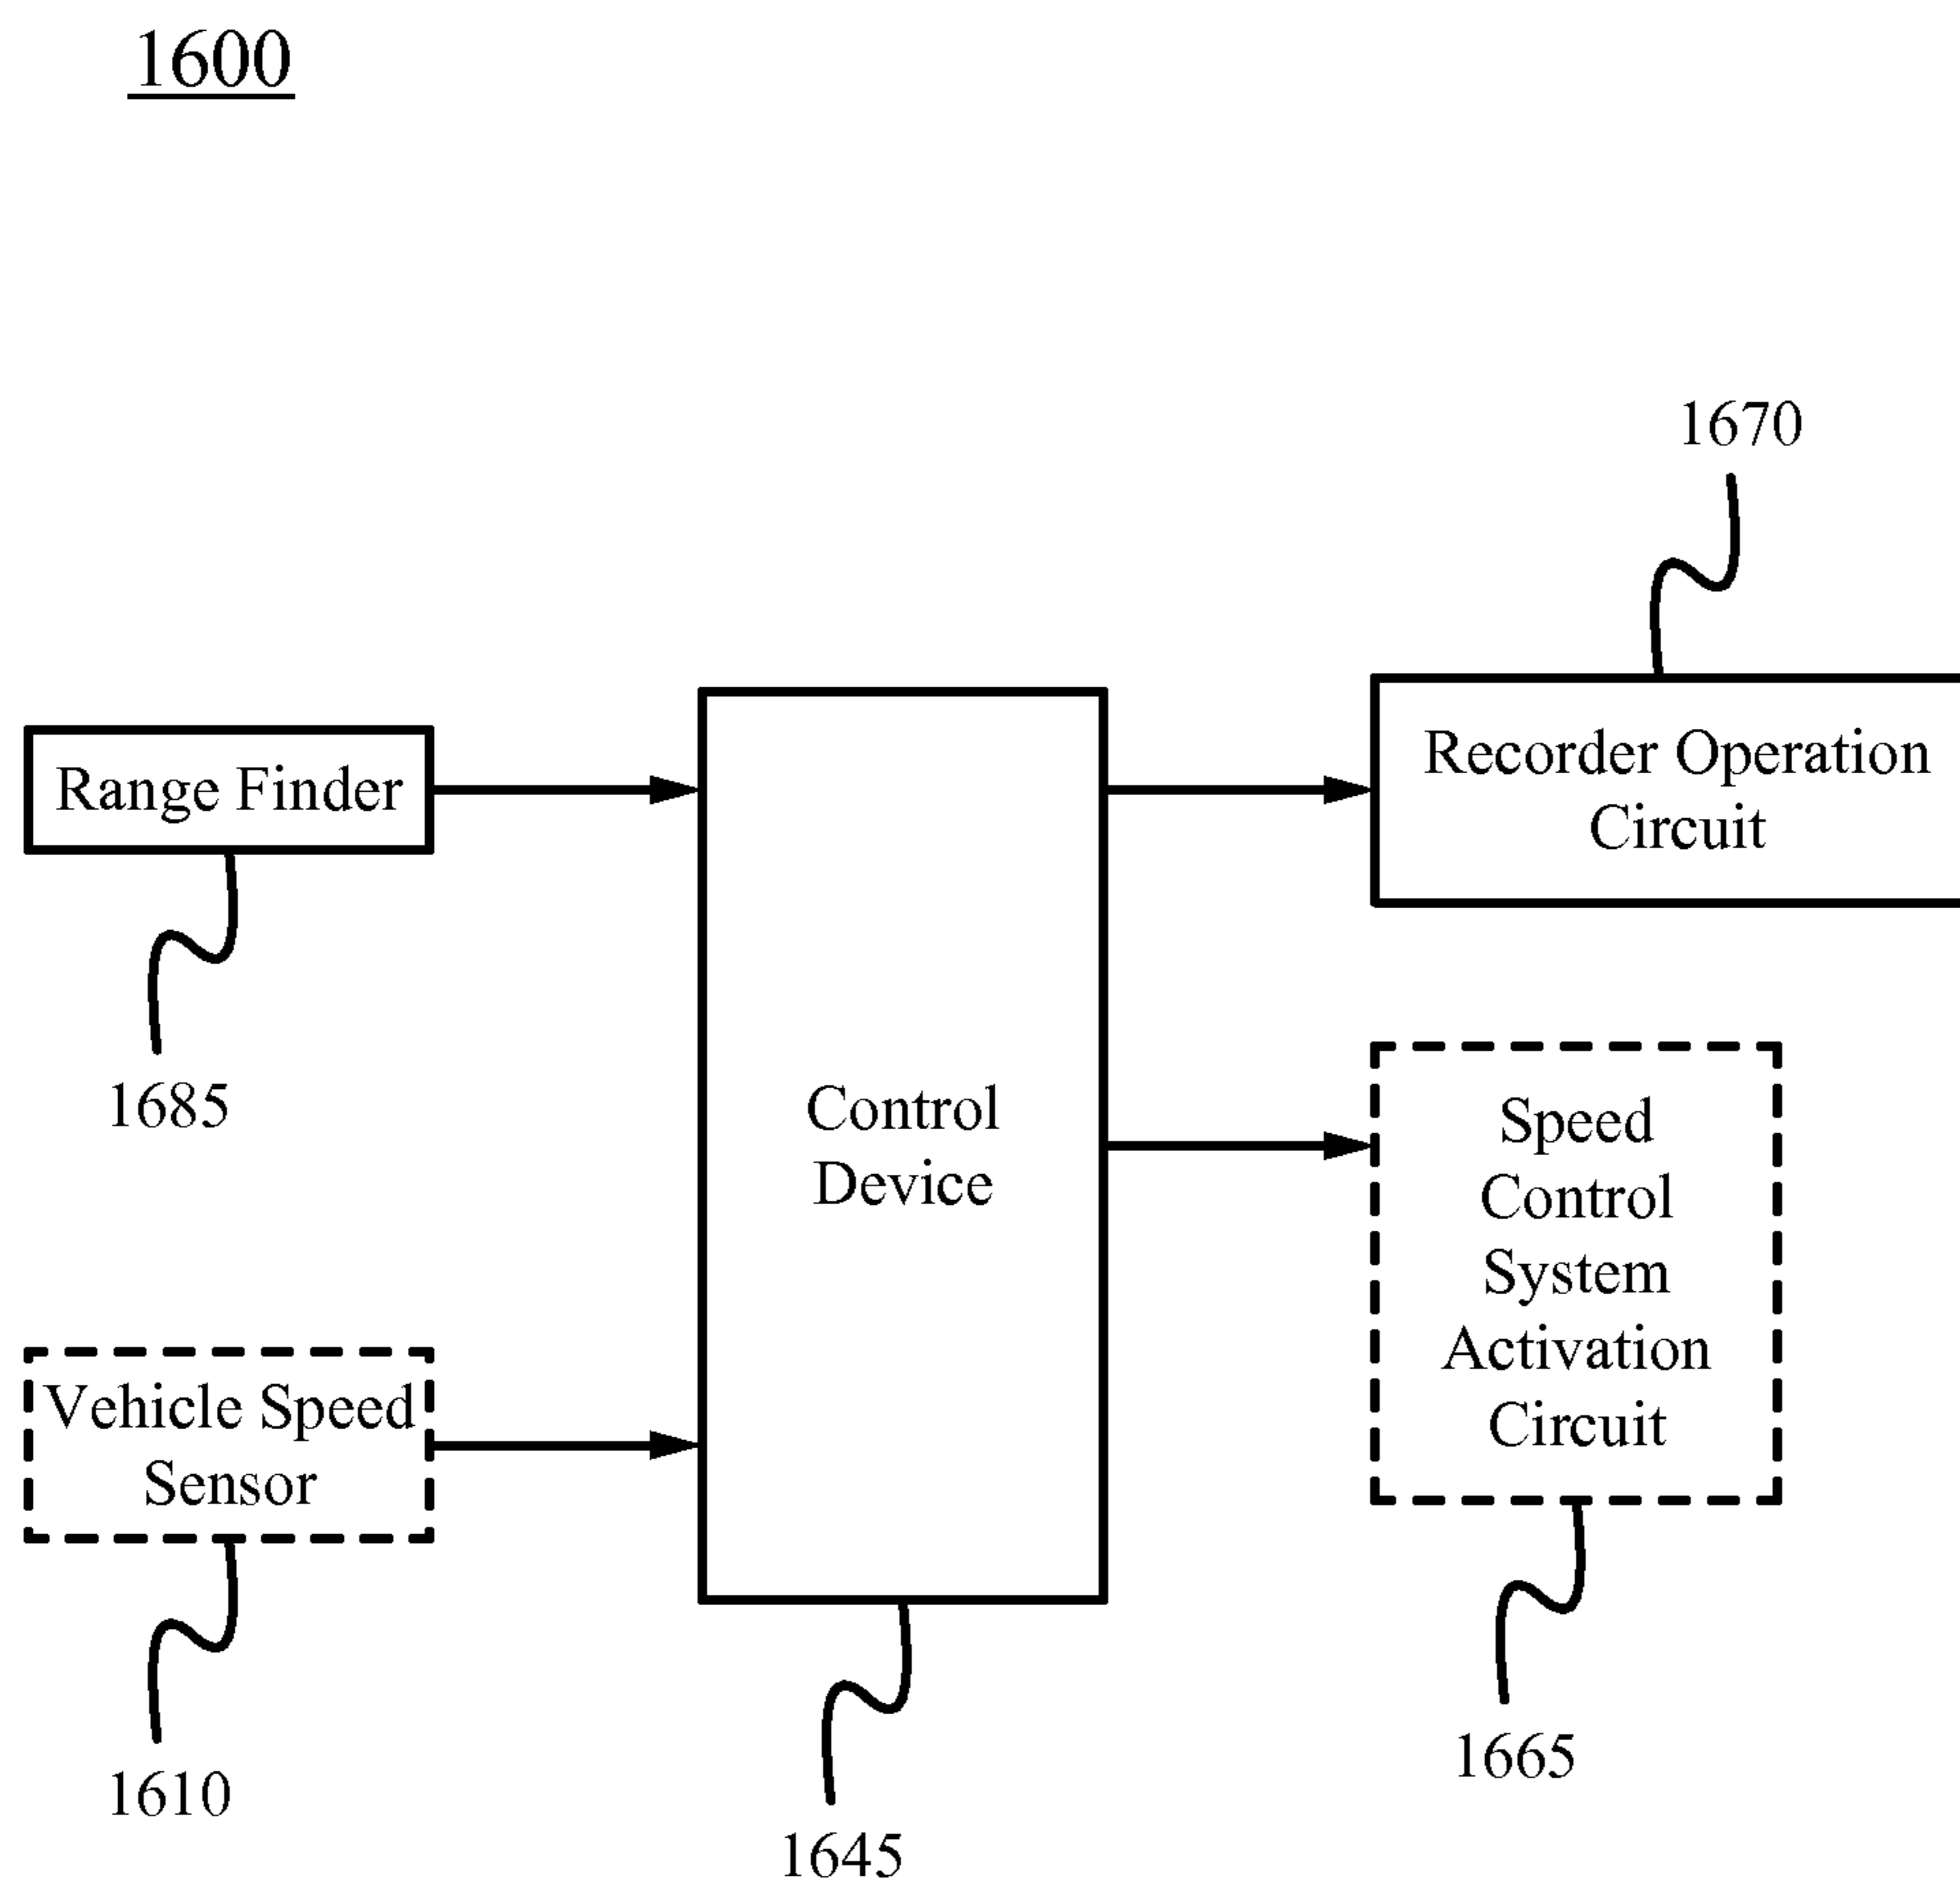 1600
1670
Range Finder
Recorder Operation
Circuit
1685
Control
Device
Speed
Control
System
Activation
Circuit
Vehicle Speed
Sensor
1610
1645
1665